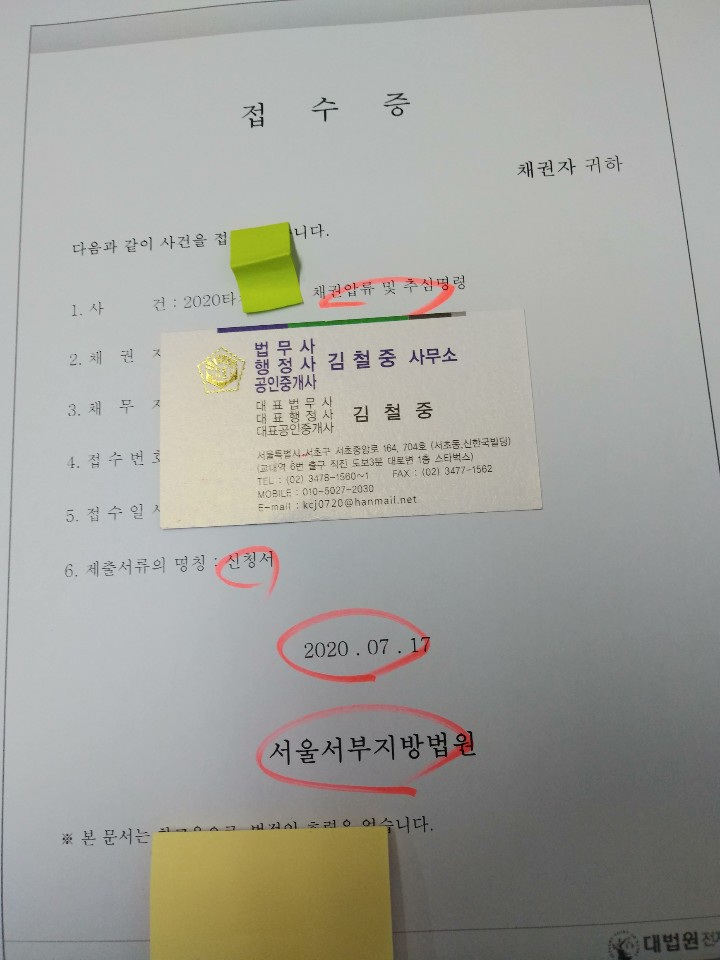 접 수 증
채권자 귀하
다음과 같이 사건을 접 니다.
1. 사 건 : 2020타 채권압류 및 추심명령
2. 채 권
3. 채 무
4. 접 수 번
5. 접 수 일
법 무 사
행 정 사 김 철 중 사무소
공인중개사
대 표 법 무 사
대 표 행 정 사 김 철 중
대표공인중개사
서울특별시 서초구 서초중앙로 164, 704호 (서초동,신한국빌딩)
(교대역 6번 출구 직진 도보3분 대로변 1층 스타벅스)
TEL : (02) 3478-1560~1 FAX : (02) 3477-1562
MOBILE : 010-5027-2030
E-mail : kcj0720@hanmail.net
6. 제출서류의 명칭 : 신청서
2020 . 07 . 17
서울서부지방법원
※ 본 문서는 없습니다.
대법원